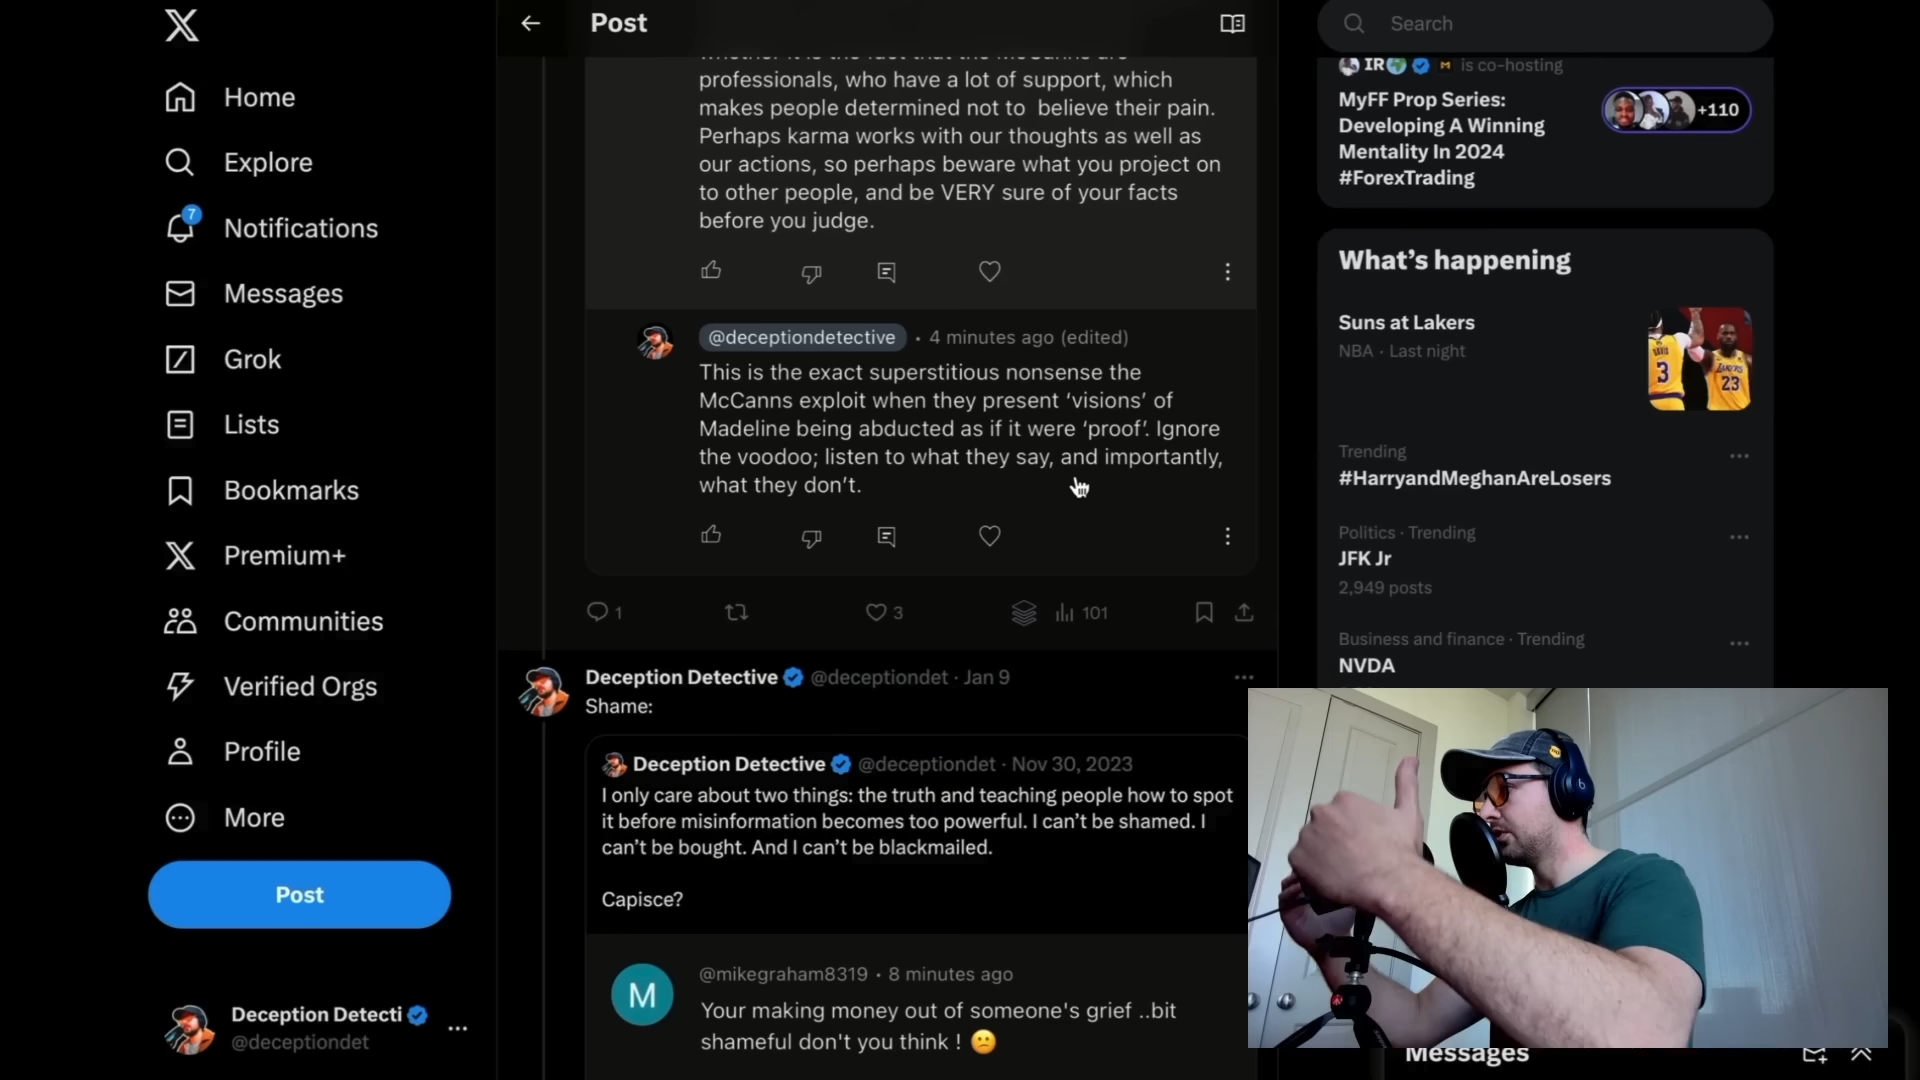 Home
Explore
7
Notifications
Messages
Grok
Lists
Bookmarks
Premium+
Communities
Verified Orgs
Profile
More
Post
Deception Detecti
@deceptiondet
Post
professionals, who have a lot of support, which
makes people determined not to believe their pain.
Perhaps karma works with our thoughts as well as
our actions, so perhaps beware what you project on
to other people, and be VERY sure of your facts
before you judge.
@deceptiondetective • 4 minutes ago (edited)
This is the exact superstitious nonsense the
McCanns exploit when they present ‘visions’ of
Madeline being abducted as if it were ‘proof’. Ignore
the voodoo; listen to what they say, and importantly,
what they don’t.
1
3
101
Deception Detective @deceptiondet · Jan 9
Shame:
Deception Detective @deceptiondet · Nov 30, 2023
I only care about two things: the truth and teaching people how to spot
it before misinformation becomes too powerful. I can’t be shamed. I
can’t be bought. And I can’t be blackmailed.
Capisce?
M
@mikegraham8319 • 8 minutes ago
Your making money out of someone's grief ..bit
shameful don't you think !
Search
IR is co-hosting
MyFF Prop Series:
Developing A Winning
Mentality In 2024
#ForexTrading
+110
What’s happening
Suns at Lakers
NBA · Last night
3
23
Trending
#HarryandMeghanAreLosers
Politics · Trending
JFK Jr
2,949 posts
Business and finance · Trending
NVDA
Messages